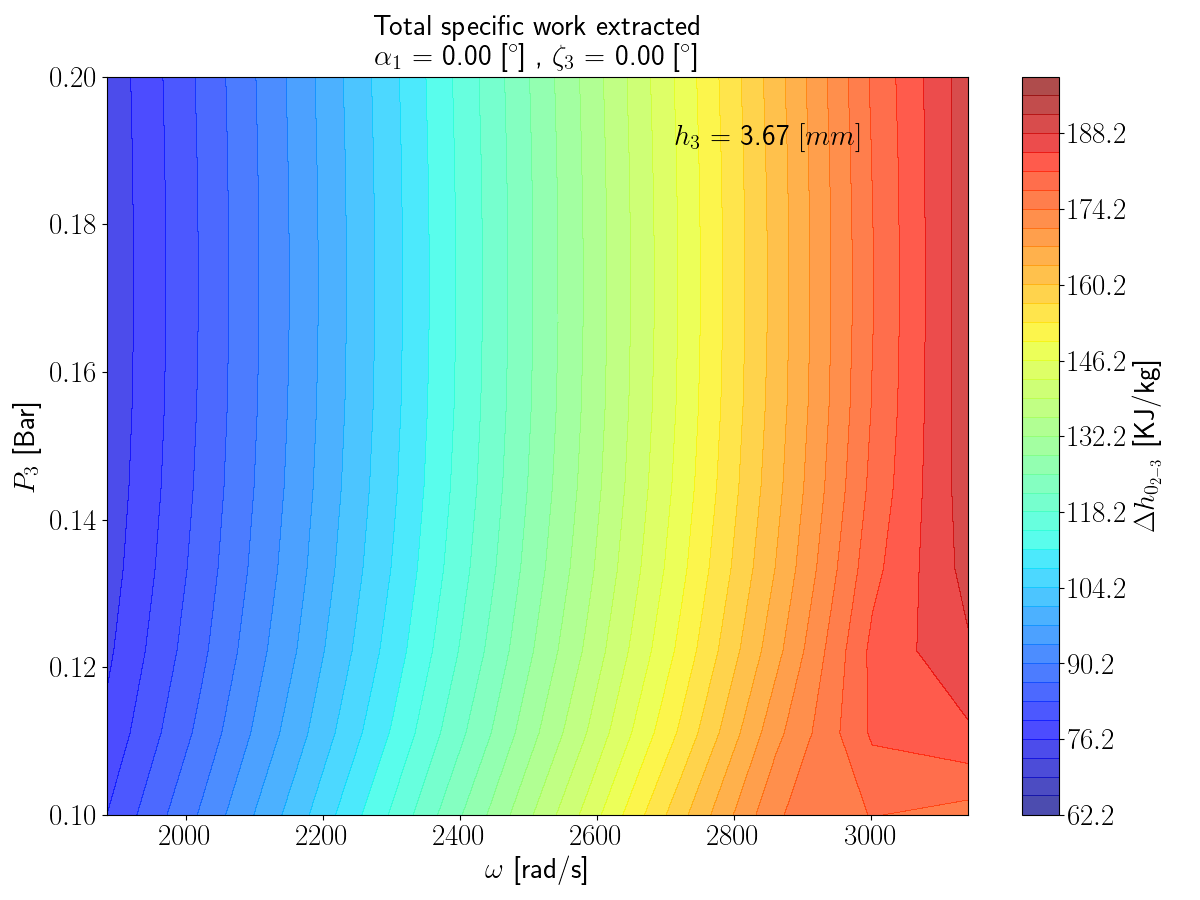 Total specific work extracted
α₁ = 0.00 [°] , ζ₃ = 0.00 [°]
h₃ = 3.67 [mm]
0.20
0.18
0.16
0.14
0.12
0.10
P₃ [Bar]
2000 2200 2400 2600 2800 3000
ω [rad/s]
188.2
174.2
160.2
146.2
132.2
118.2
104.2
90.2
76.2
62.2
Δh₀₂₋₃ [KJ/kg]